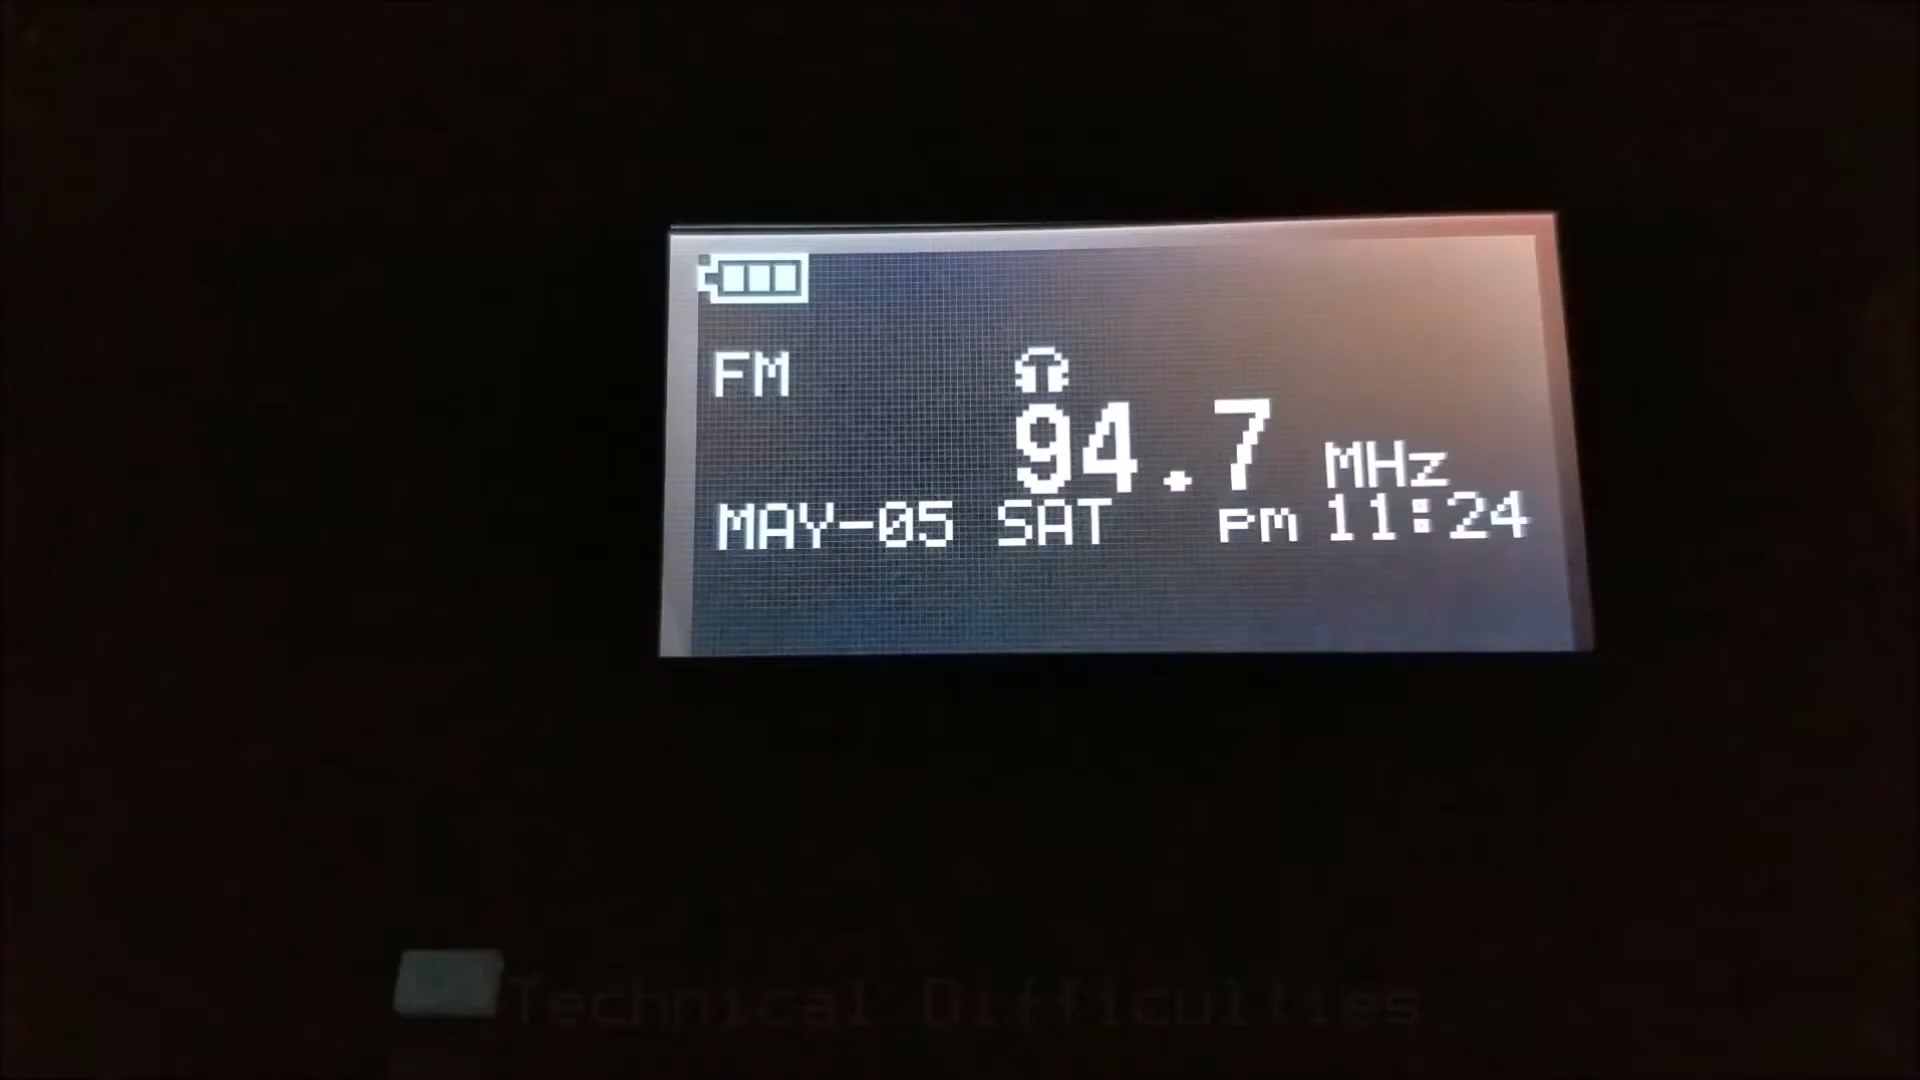 FM
94.7 MHz
MAY-05 SAT pm 11:24
Technical Difficulties